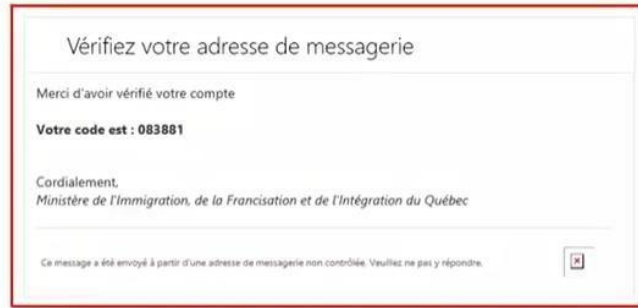 Vérifiez votre adresse de messagerie
Merci d'avoir vérifié votre compte
Votre code est : 083881
Cordialement,
Ministère de l'Immigration, de la Francisation et de l'Intégration du Québec
Ce message a été envoyé à partir d'une adresse de messagerie non contrôlée. Veuillez ne pas y répondre.